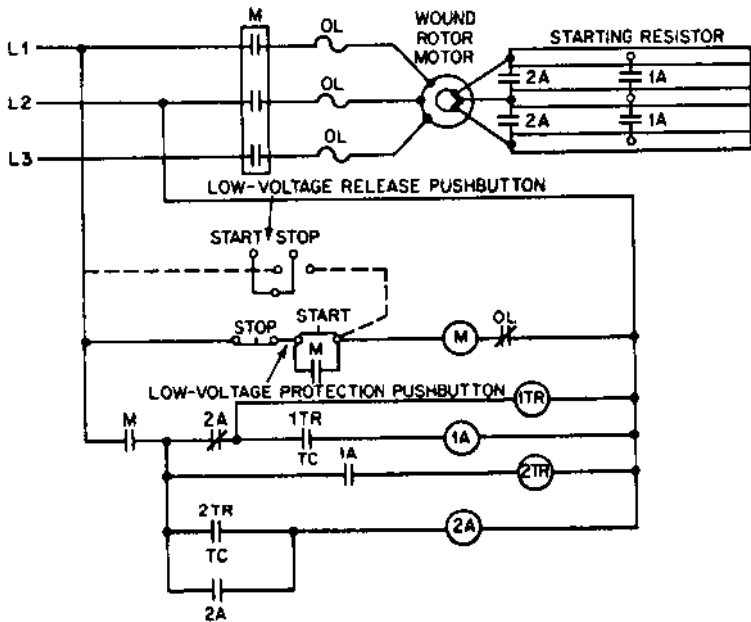 M OL WOUND ROTOR MOTOR STARTING RESISTOR
L1
OL 2A 1A
L2
OL 2A 1A
L3
LOW-VOLTAGE RELEASE PUSHBUTTON
START STOP
START
STOP M M OL
LOW-VOLTAGE PROTECTION PUSHBUTTON
1TR
M 2A 1TR 1A
TC 1A
2TR
2TR
TC 2A
2A